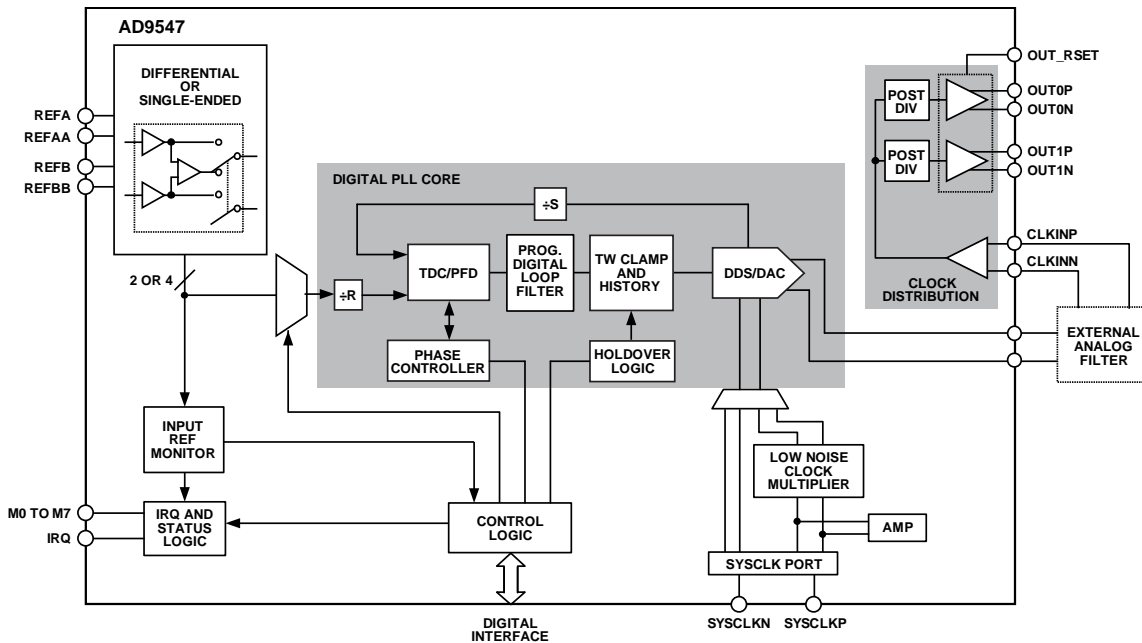 AD9547
DIFFERENTIAL
OR
SINGLE-ENDED
REFA
REFAA
REFB
REFBB
2 OR 4
OUT_RSET
POST
DIV
OUT0P
OUT0N
POST
DIV
OUT1P
OUT1N
CLKINP
CLKINN
CLOCK
DISTRIBUTION
EXTERNAL
ANALOG
FILTER
DIGITAL PLL CORE
÷S
÷R
TDC/PFD
PROG.
DIGITAL
LOOP
FILTER
TW CLAMP
AND
HISTORY
DDS/DAC
PHASE
CONTROLLER
HOLDOVER
LOGIC
INPUT
REF
MONITOR
LOW NOISE
CLOCK
MULTIPLIER
M0 TO M7
IRQ
IRQ AND
STATUS
LOGIC
CONTROL
LOGIC
AMP
SYSCLK PORT
DIGITAL
INTERFACE
SYSCLKN
SYSCLKP